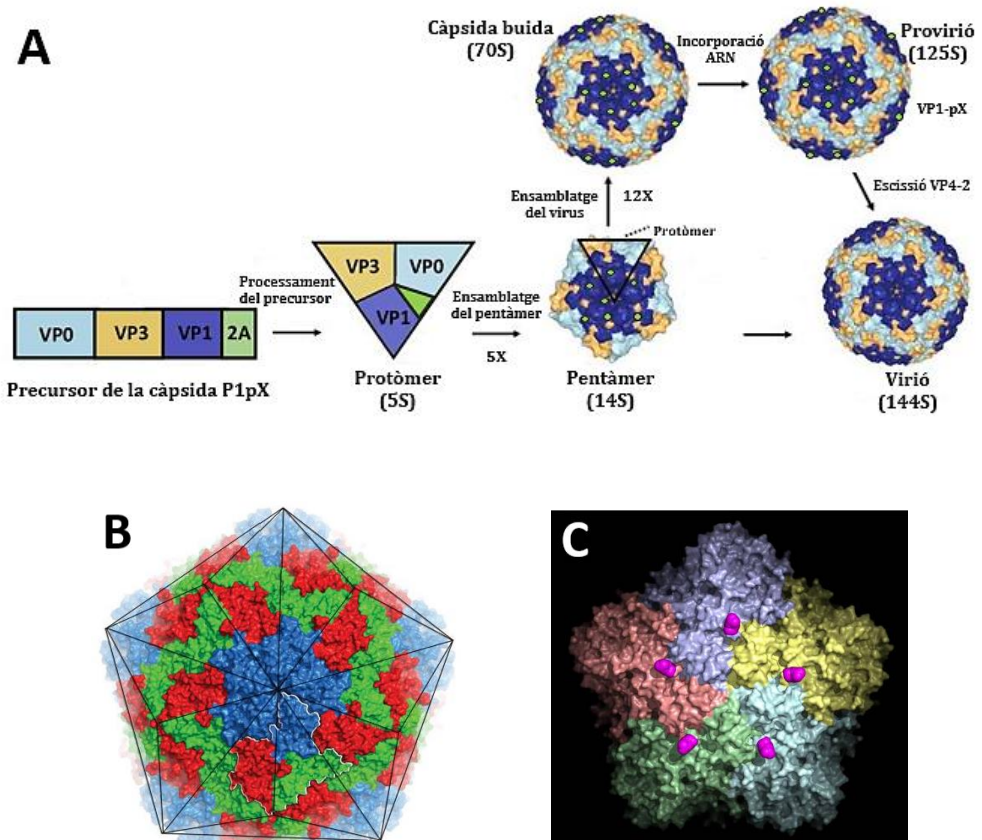 A
Càpsida buida
(70S)
Incorporació
ARN
Provirió
(125S)
VP1-pX
Escissió VP4-2
Ensamblatge
del virus
12X
Protòmer
VP3
VP0
VP1
Processament
del precursor
Ensamblatge
del pentàmer
5X
VP0
VP3
VP1
2A
Precursor de la càpsida P1pX
Protòmer
(5S)
Pentàmer
(14S)
Virió
(144S)
B
C